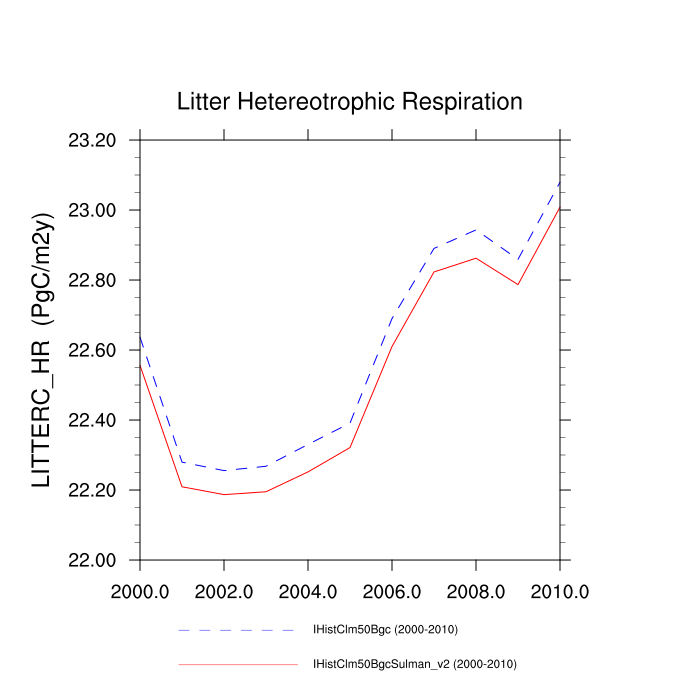 Litter Hetereotrophic Respiration
23.20
23.00
22.80
22.60
22.40
22.20
22.00
LITTERC_HR (PgC/m2y)
2000.0 2002.0 2004.0 2006.0 2008.0 2010.0
IHistClm50Bgc (2000-2010)
IHistClm50BgcSulman_v2 (2000-2010)